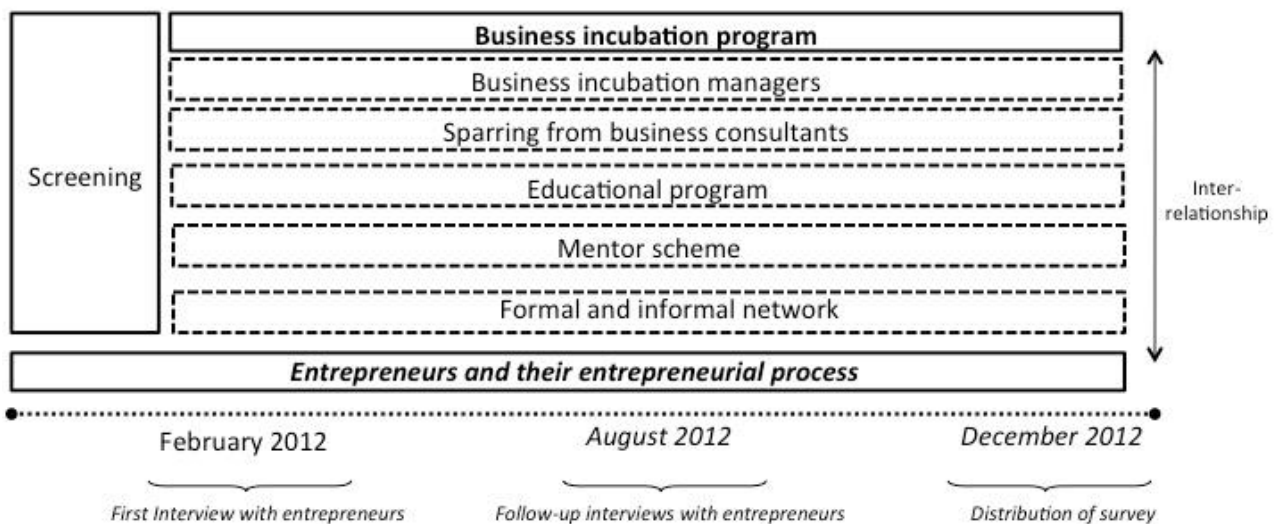 Business incubation program
Business incubation managers
Sparring from business consultants
Screening
Educational program
Inter-
relationship
Mentor scheme
Formal and informal network
Entrepreneurs and their entrepreneurial process
February 2012
August 2012
December 2012
First Interview with entrepreneurs
Follow-up interviews with entrepreneurs
Distribution of survey